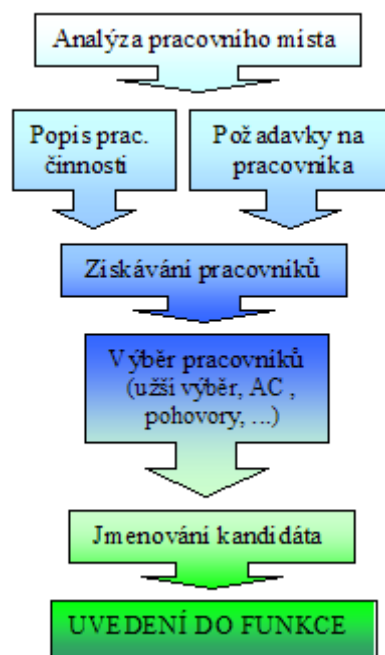 Analýza pracovního místa
Popis prac.
činnosti
Požadavky na
pracovníka
Získávání pracovníků
Výběr pracovníků
(užší výběr, AC ,
pohovory, ...)
Jmenování kandidáta
UVEDENÍ DO FUNKCE